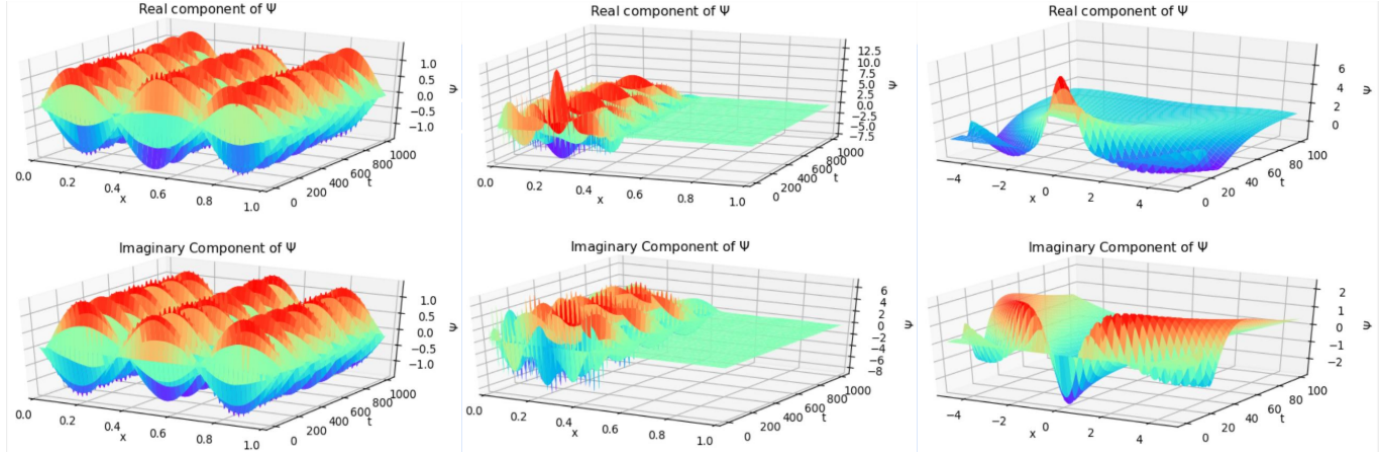 Real component of Ψ
1.0
0.5
0.0
−0.5
−1.0
Ψ
0.0 0.2 0.4 0.6 0.8 1.0
x
0 200 400 600 800 1000
t
Real component of Ψ
12.5
10.0
7.5
5.0
2.5
0.0
−2.5
−5.0
−7.5
Ψ
0.0 0.2 0.4 0.6 0.8 1.0
x
0 200 400 600 800 1000
t
Real component of Ψ
6
4
2
0
Ψ
−4 −2 0 2 4
x
0 20 40 60 80 100
t
Imaginary Component of Ψ
1.0
0.5
0.0
−0.5
−1.0
Ψ
0.0 0.2 0.4 0.6 0.8 1.0
x
0 200 400 600 800 1000
t
Imaginary Component of Ψ
6
4
2
0
−2
−4
−6
−8
Ψ
0.0 0.2 0.4 0.6 0.8 1.0
x
0 200 400 600 800 1000
t
Imaginary Component of Ψ
2
1
0
−1
−2
Ψ
−4 −2 0 2 4
x
0 20 40 60 80 100
t